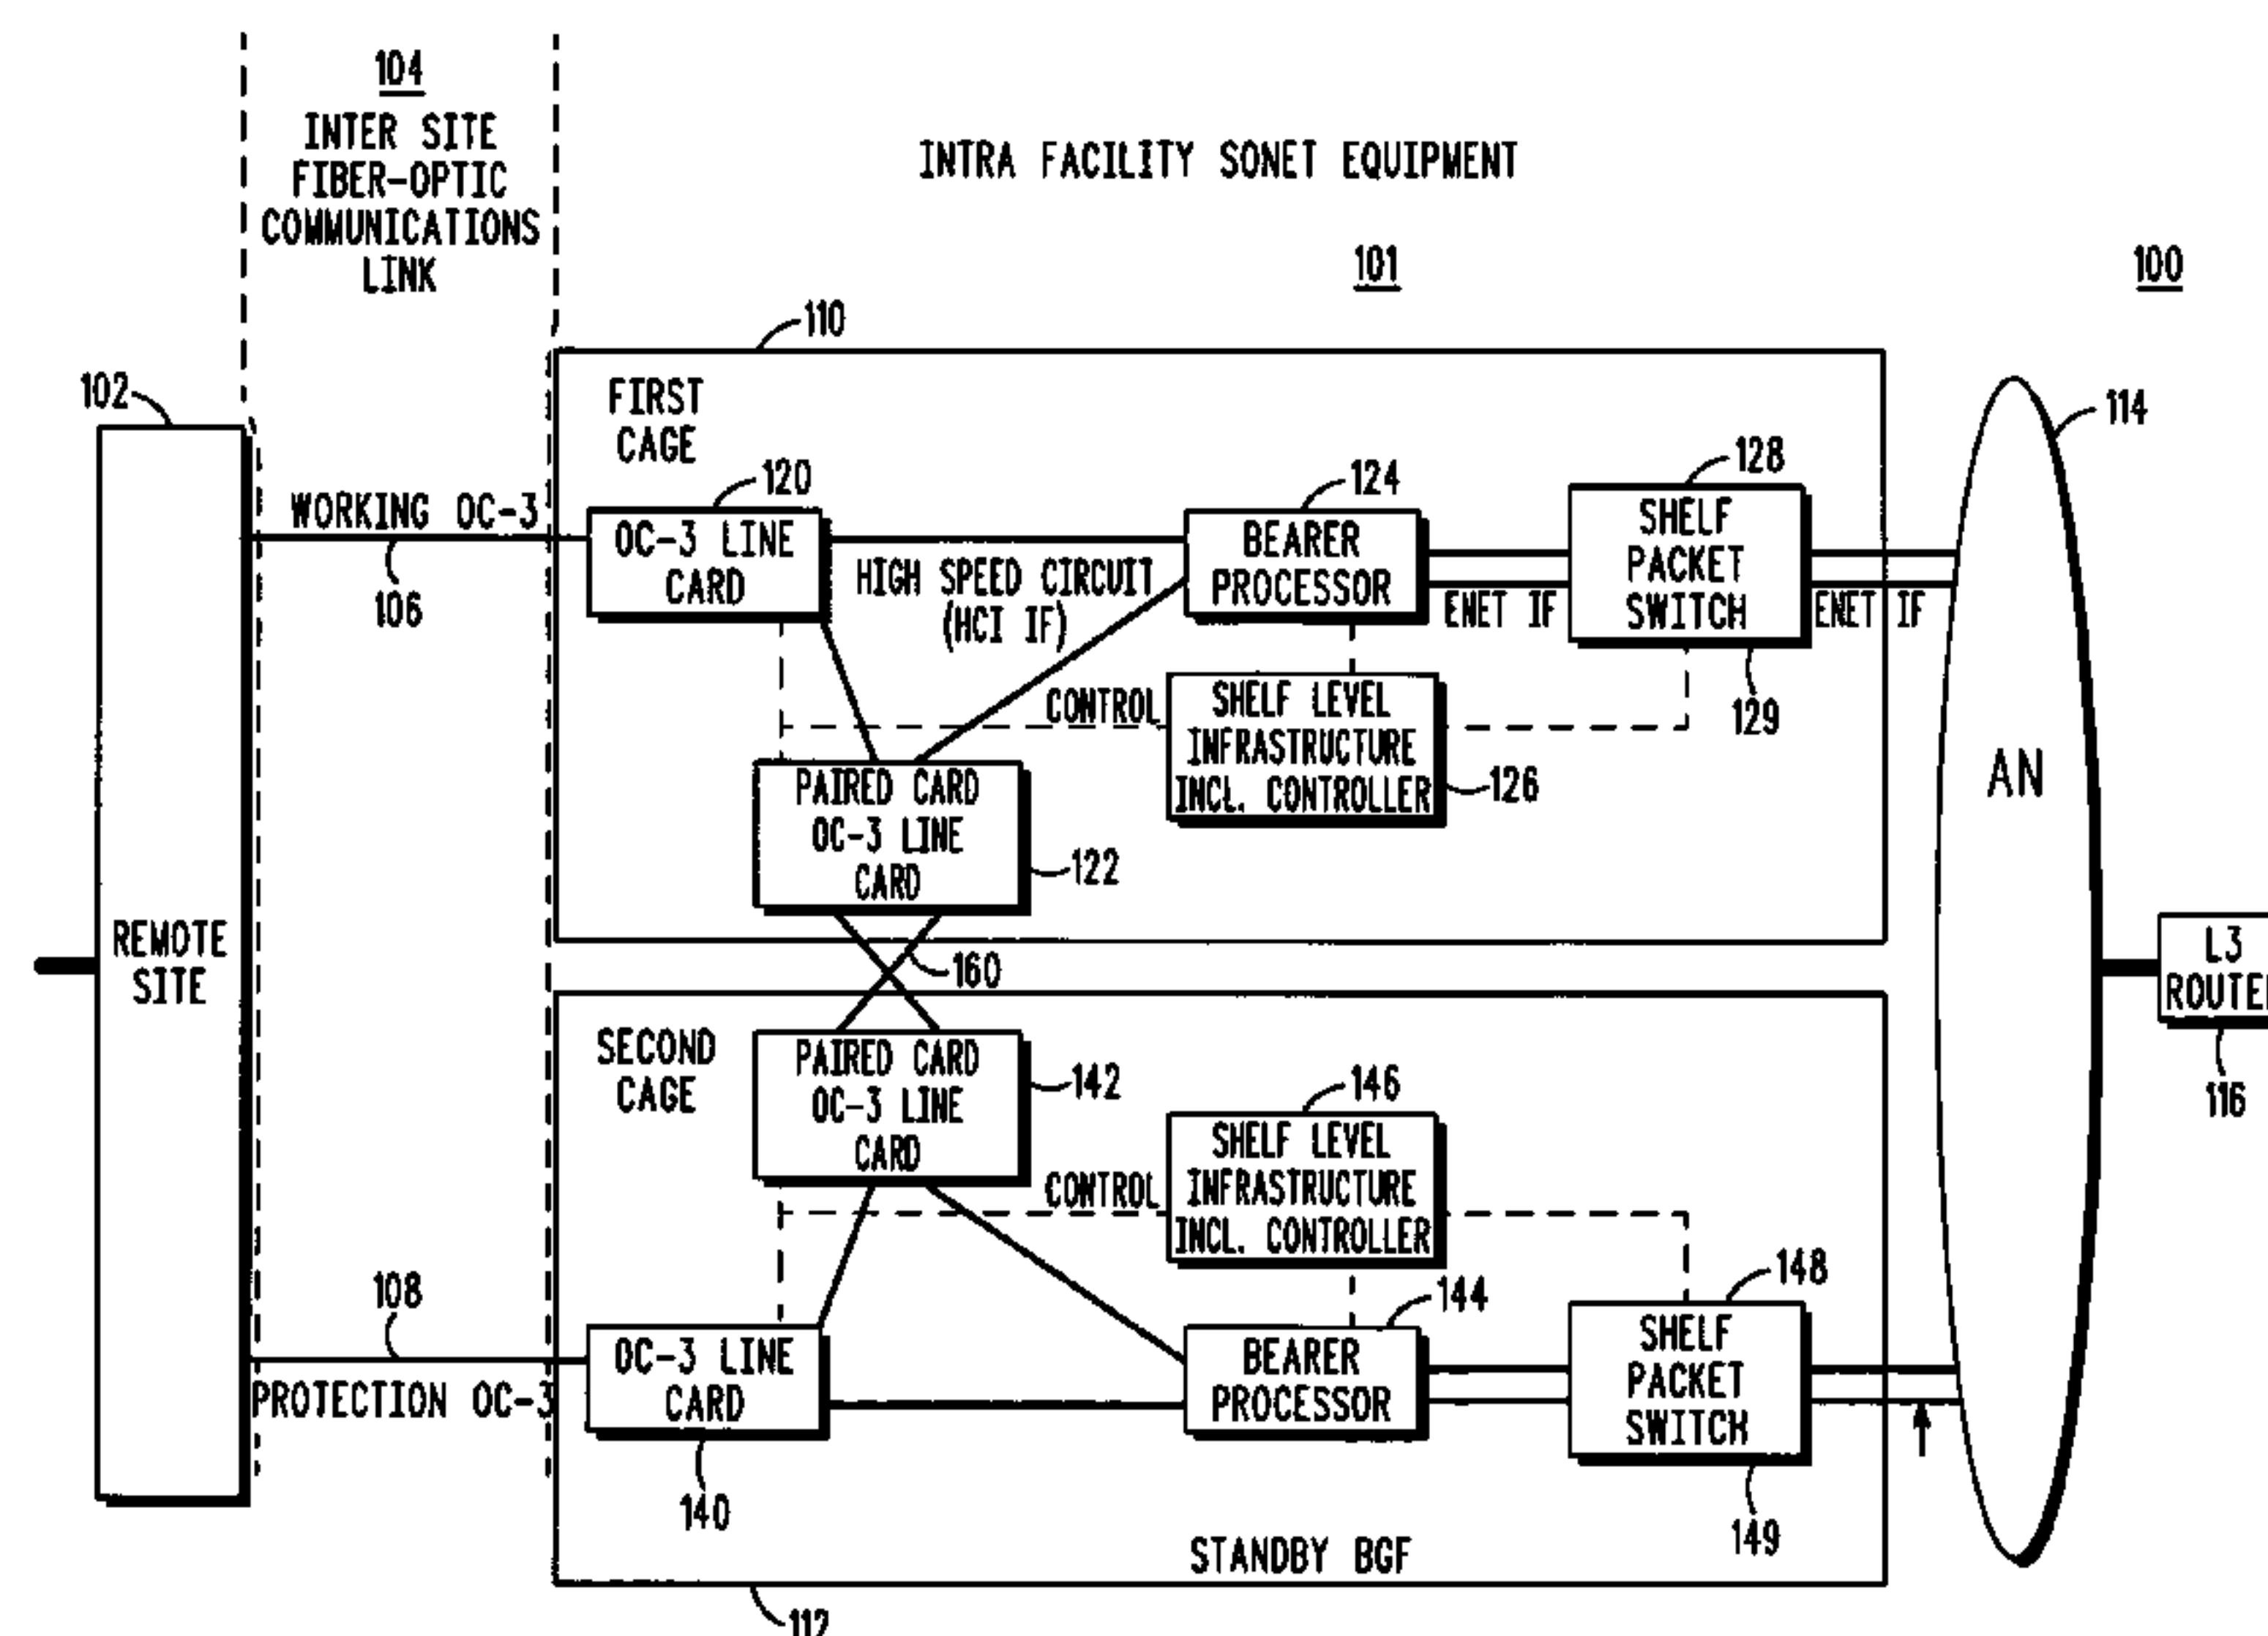 104
INTER SITE
FIBER-OPTIC
COMMUNICATIONS
LINK
INTRA FACILITY SONET EQUIPMENT
101
100
110
102
FIRST
CAGE
114
120
124
128
WORKING OC-3
106
OC-3 LINE
CARD
HIGH SPEED CIRCUIT
(HCI IF)
BEARER
PROCESSOR
ENET IF
SHELF
PACKET
SWITCH
ENET IF
129
CONTROL
SHELF LEVEL
INFRASTRUCTURE
INCL. CONTROLLER
126
AN
PAIRED CARD
OC-3 LINE
CARD
122
REMOTE
SITE
160
L3
ROUTER
116
SECOND
CAGE
PAIRED CARD
OC-3 LINE
CARD
142
146
SHELF LEVEL
INFRASTRUCTURE
INCL. CONTROLLER
CONTROL
108
PROTECTION OC-3
OC-3 LINE
CARD
140
144
BEARER
PROCESSOR
148
SHELF
PACKET
SWITCH
149
STANDBY BGF
112